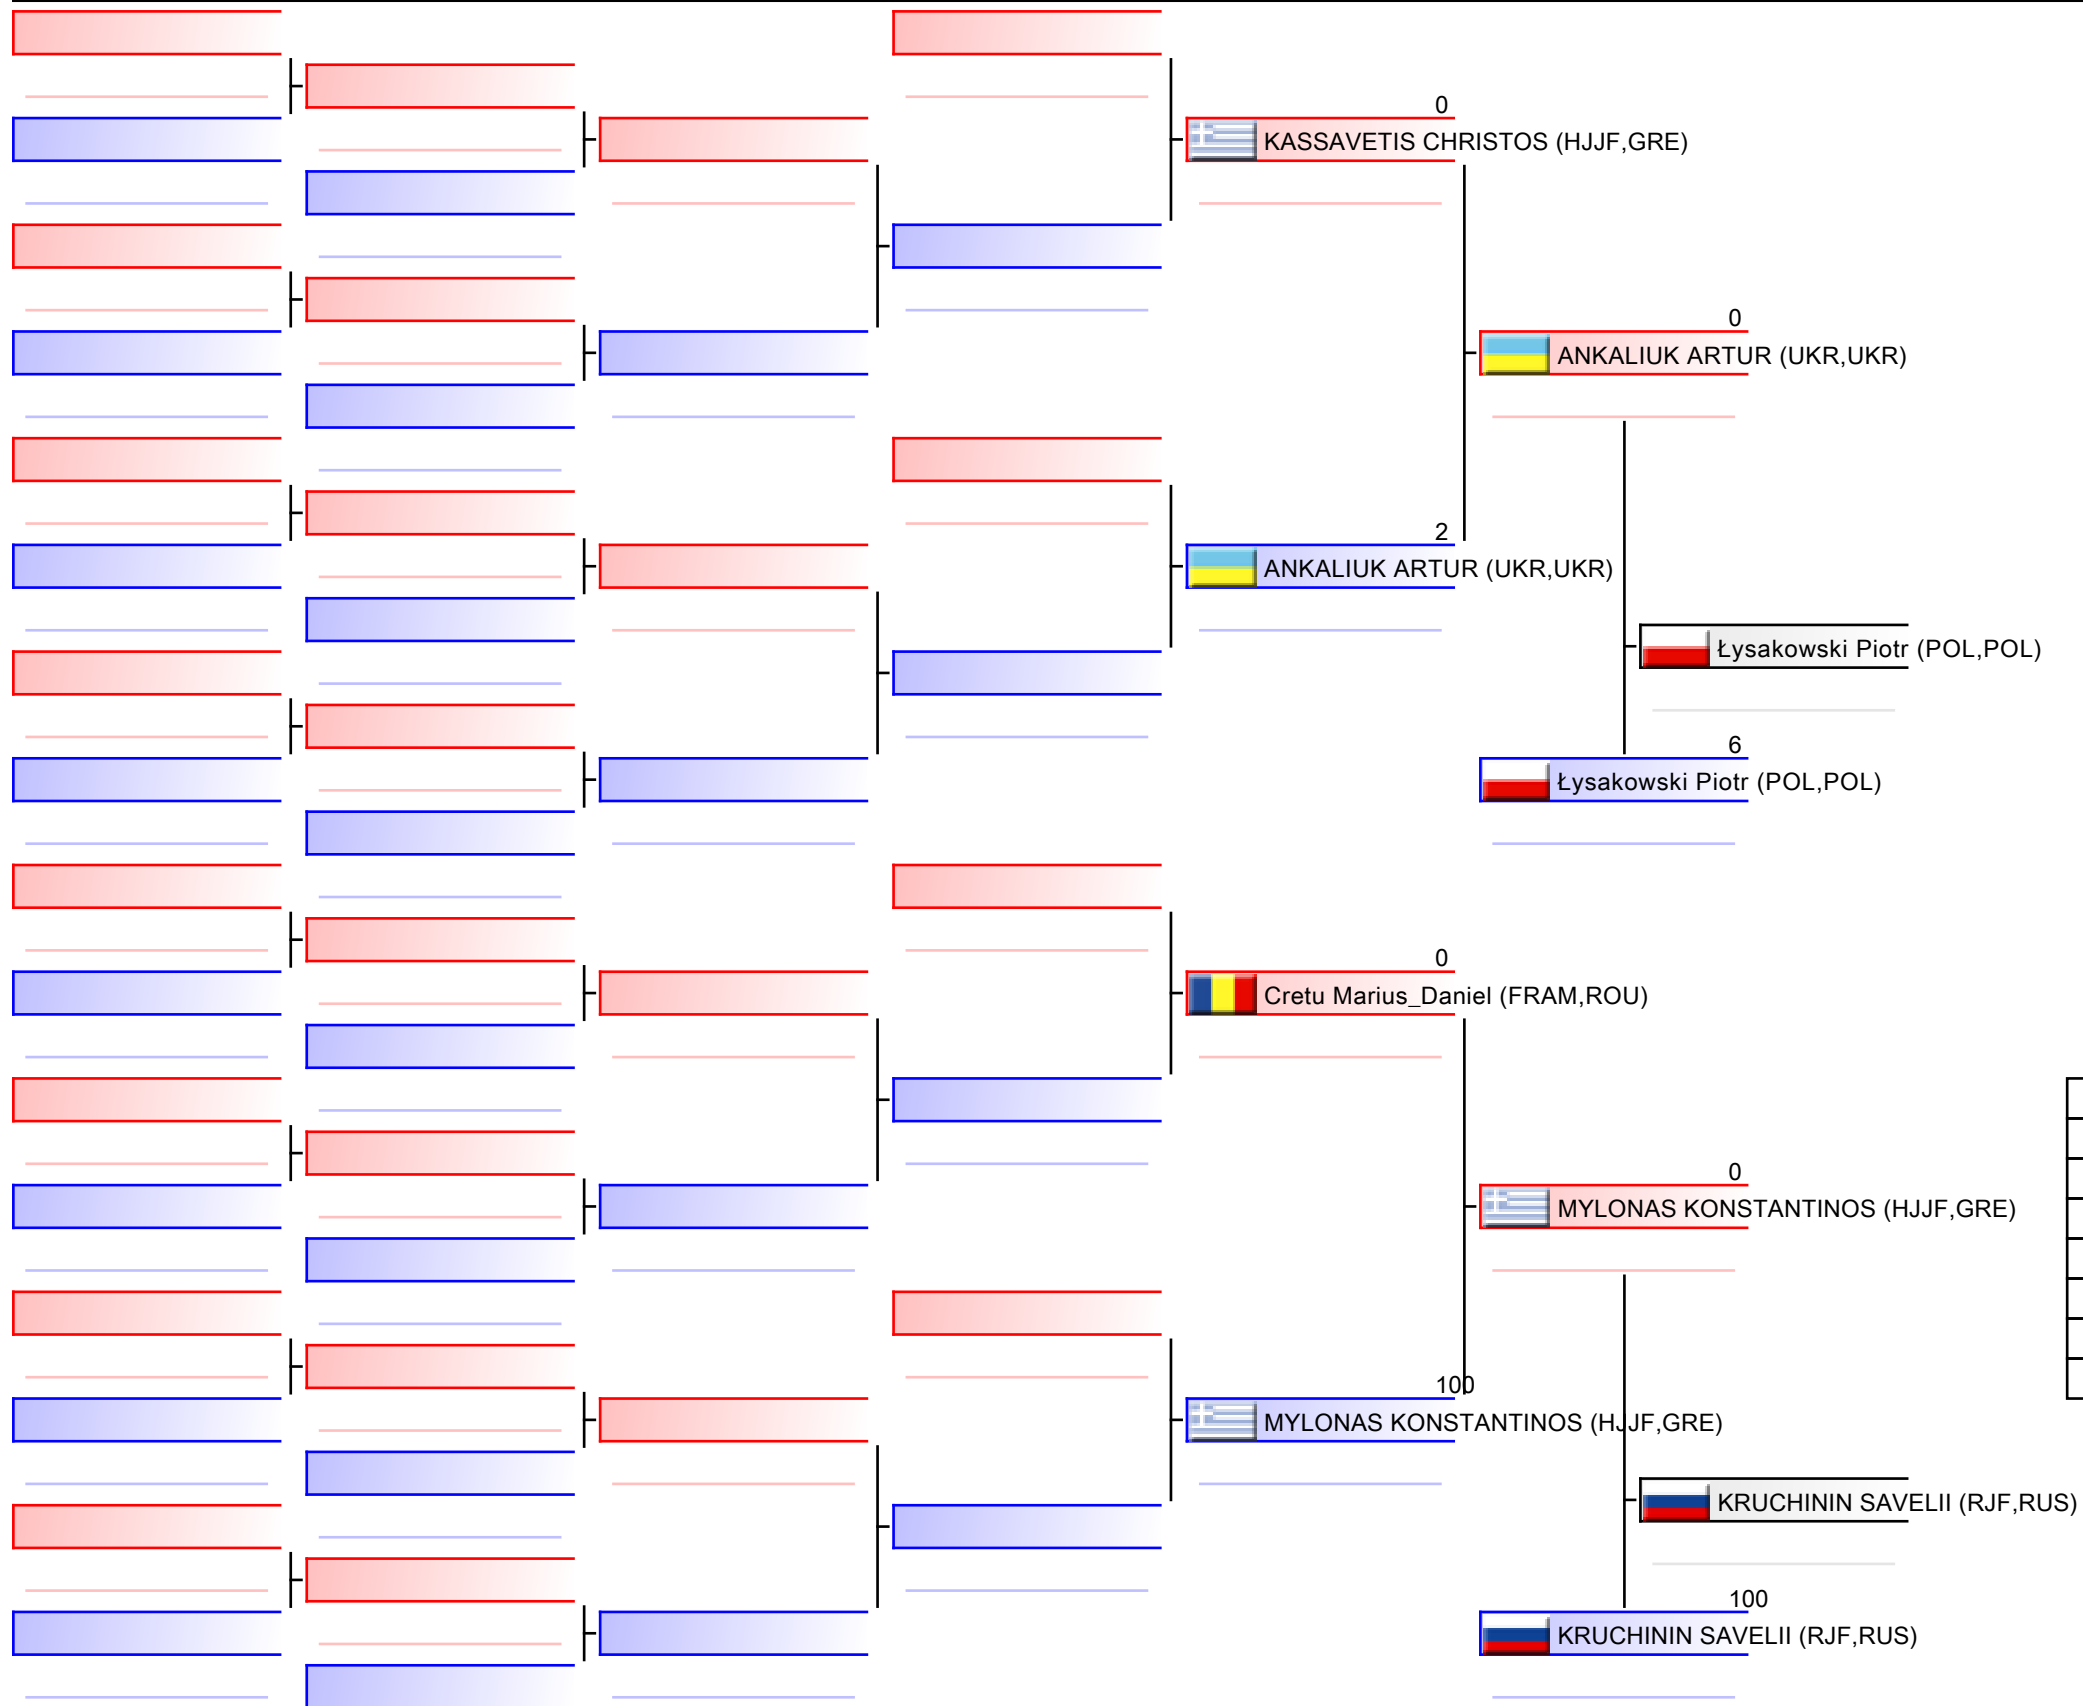 0
KASSAVETIS CHRISTOS (HJJF,GRE)
0
ANKALIUK ARTUR (UKR,UKR)
2
ANKALIUK ARTUR (UKR,UKR)
Łysakowski Piotr (POL,POL)
6
Łysakowski Piotr (POL,POL)
0
Cretu Marius_Daniel (FRAM,ROU)
0
MYLONAS KONSTANTINOS (HJJF,GRE)
100
MYLONAS KONSTANTINOS (HJJF,GRE)
KRUCHININ SAVELII (RJF,RUS)
100
KRUCHININ SAVELII (RJF,RUS)